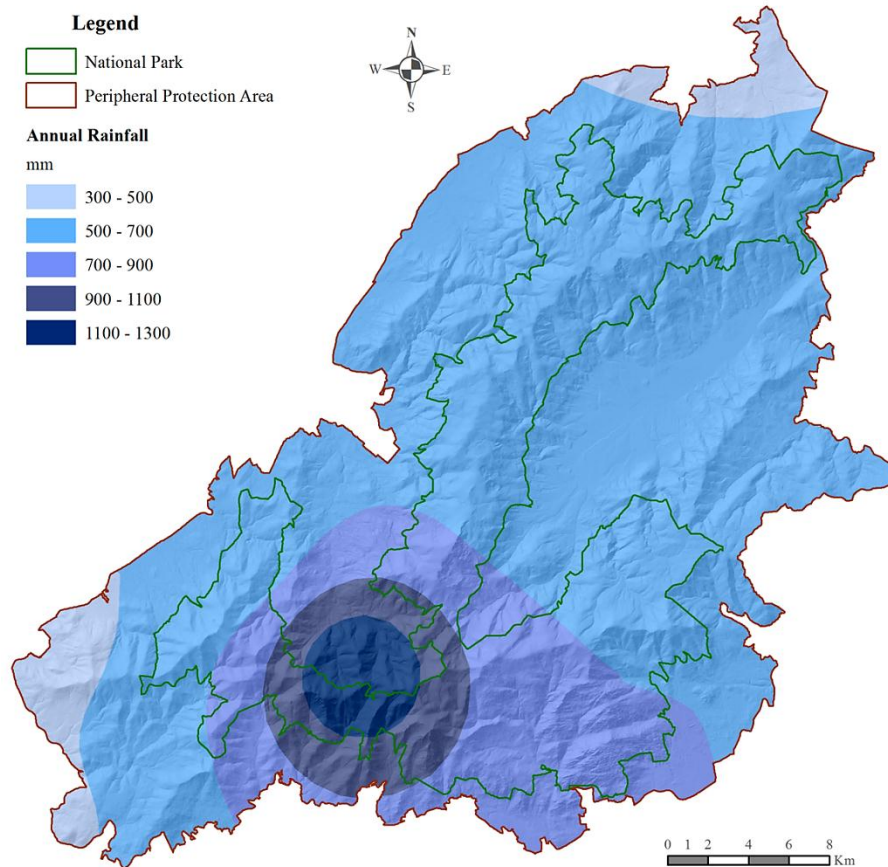 Legend
National Park
Peripheral Protection Area
Annual Rainfall
mm
300 - 500
500 - 700
700 - 900
900 - 1100
1100 - 1300
N
W E
S
0 1 2 4 6 8
Km